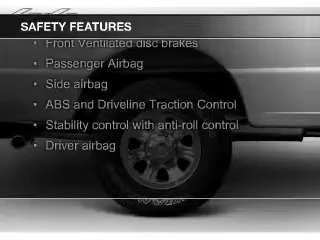 SAFETY FEATURES
• Front Ventilated disc brakes
• Passenger Airbag
• Side airbag
• ABS and Driveline Traction Control
• Stability control with anti-roll control
• Driver airbag